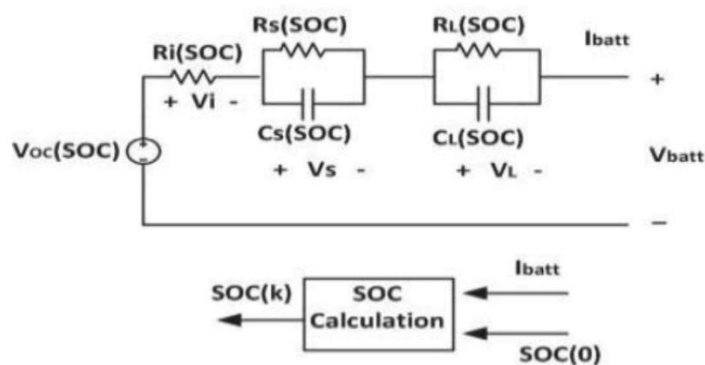 Rs(SOC) RL(SOC) Ibatt
Ri(SOC)
+ Vi - +
Cs(SOC) CL(SOC)
Voc(SOC) + - Vbatt
+ Vs - + VL -
-
Ibatt
SOC(k) SOC
Calculation
SOC(0)